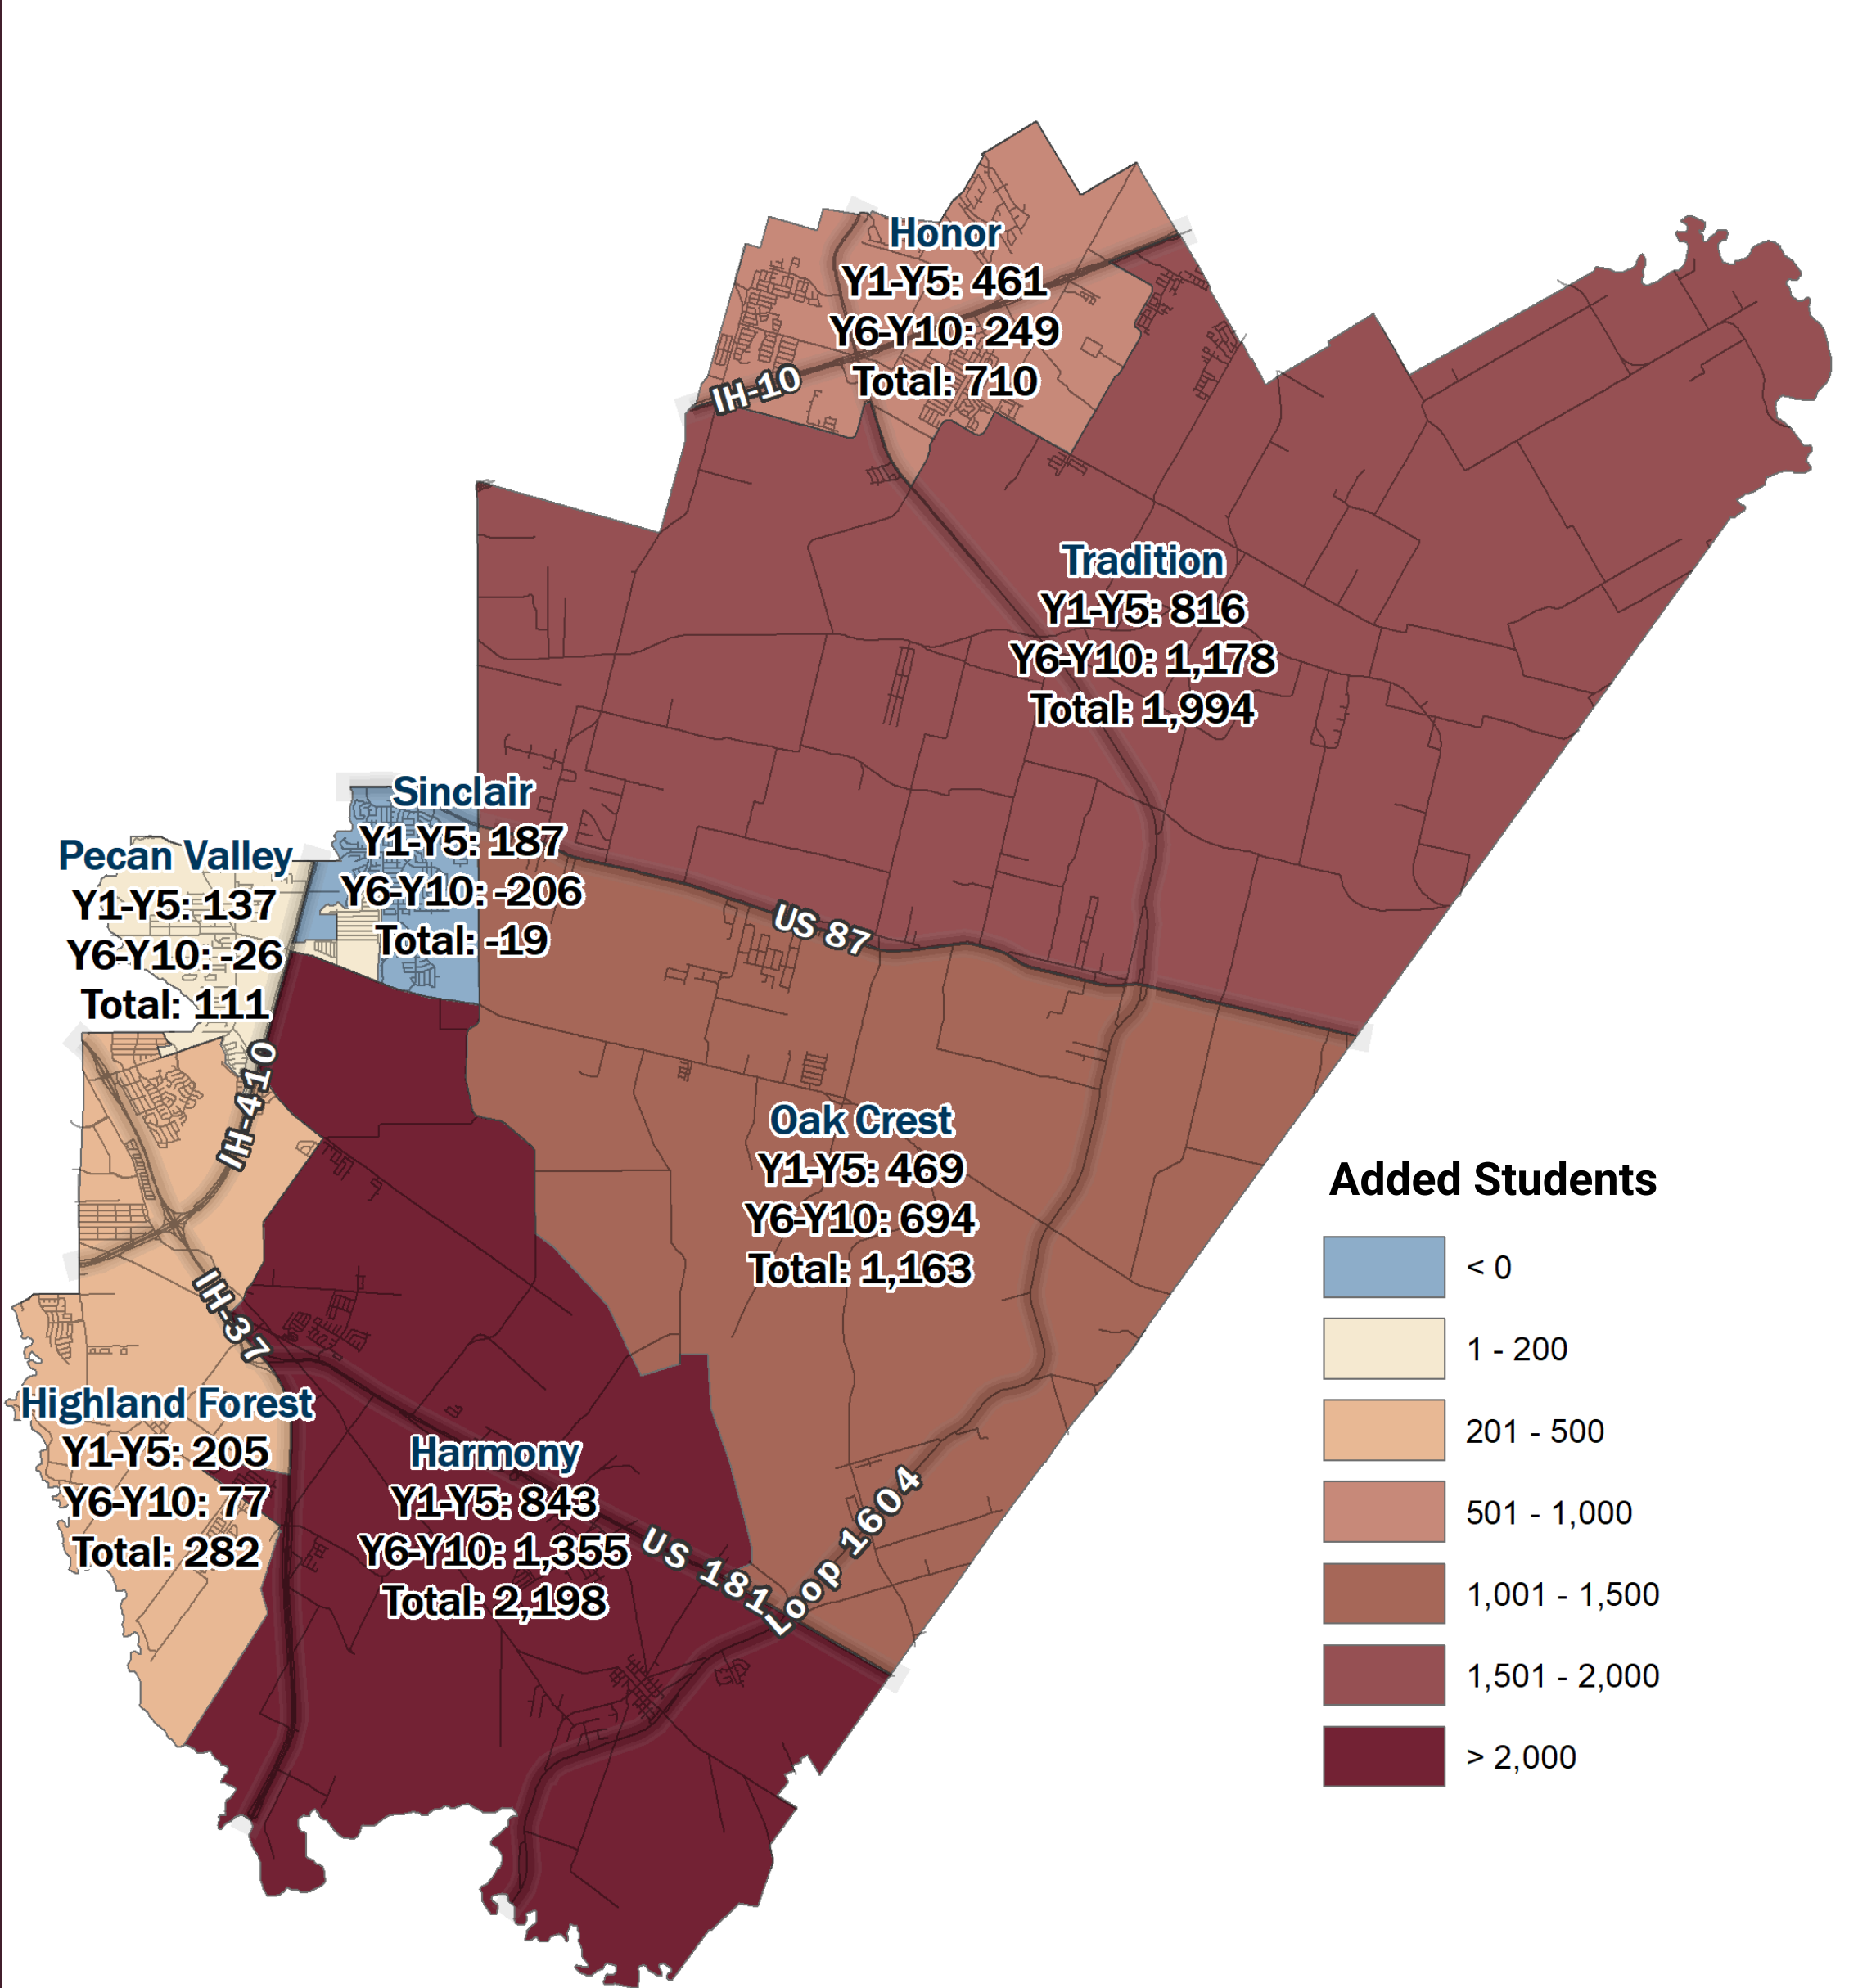 Honor
Y1-Y5: 461
Y6-Y10: 249
Total: 710
IH-10
Tradition
Y1-Y5: 816
Y6-Y10: 1,178
Total: 1,994
Sinclair
Y1-Y5: 187
Y6-Y10: -206
Total: -19
Pecan Valley
Y1-Y5: 137
Y6-Y10: -26
Total: 111
US 87
IH-410
Oak Crest
Y1-Y5: 469
Y6-Y10: 694
Total: 1,163
IH-37
Highland Forest
Y1-Y5: 205
Y6-Y10: 77
Total: 282
Harmony
Y1-Y5: 843
Y6-Y10: 1,355
Total: 2,198
US 181
Loop 1604
Added Students
< 0
1 - 200
201 - 500
501 - 1,000
1,001 - 1,500
1,501 - 2,000
> 2,000